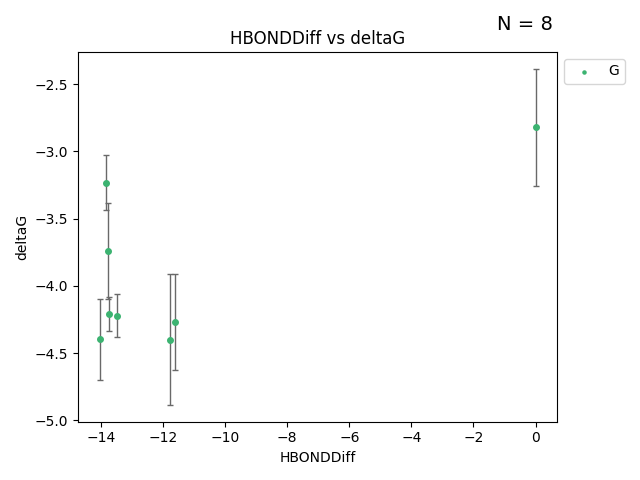 N = 8
HBONDDiff vs deltaG
G
deltaG
−2.5
−3.0
−3.5
−4.0
−4.5
−5.0
−14 −12 −10 −8 −6 −4 −2 0
HBONDDiff